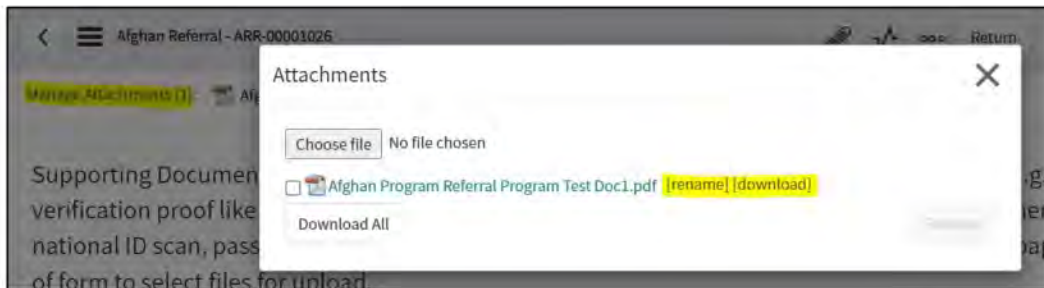 Afghan Referral - ARR-00001026
Return
Attachments
Manage Attachments (1)
Choose file No file chosen
Afghan Program Referral Program Test Doc1.pdf [rename] [download]
Download All
Supporting Documen
verification proof like
national ID scan, pass
of form to select files for upload